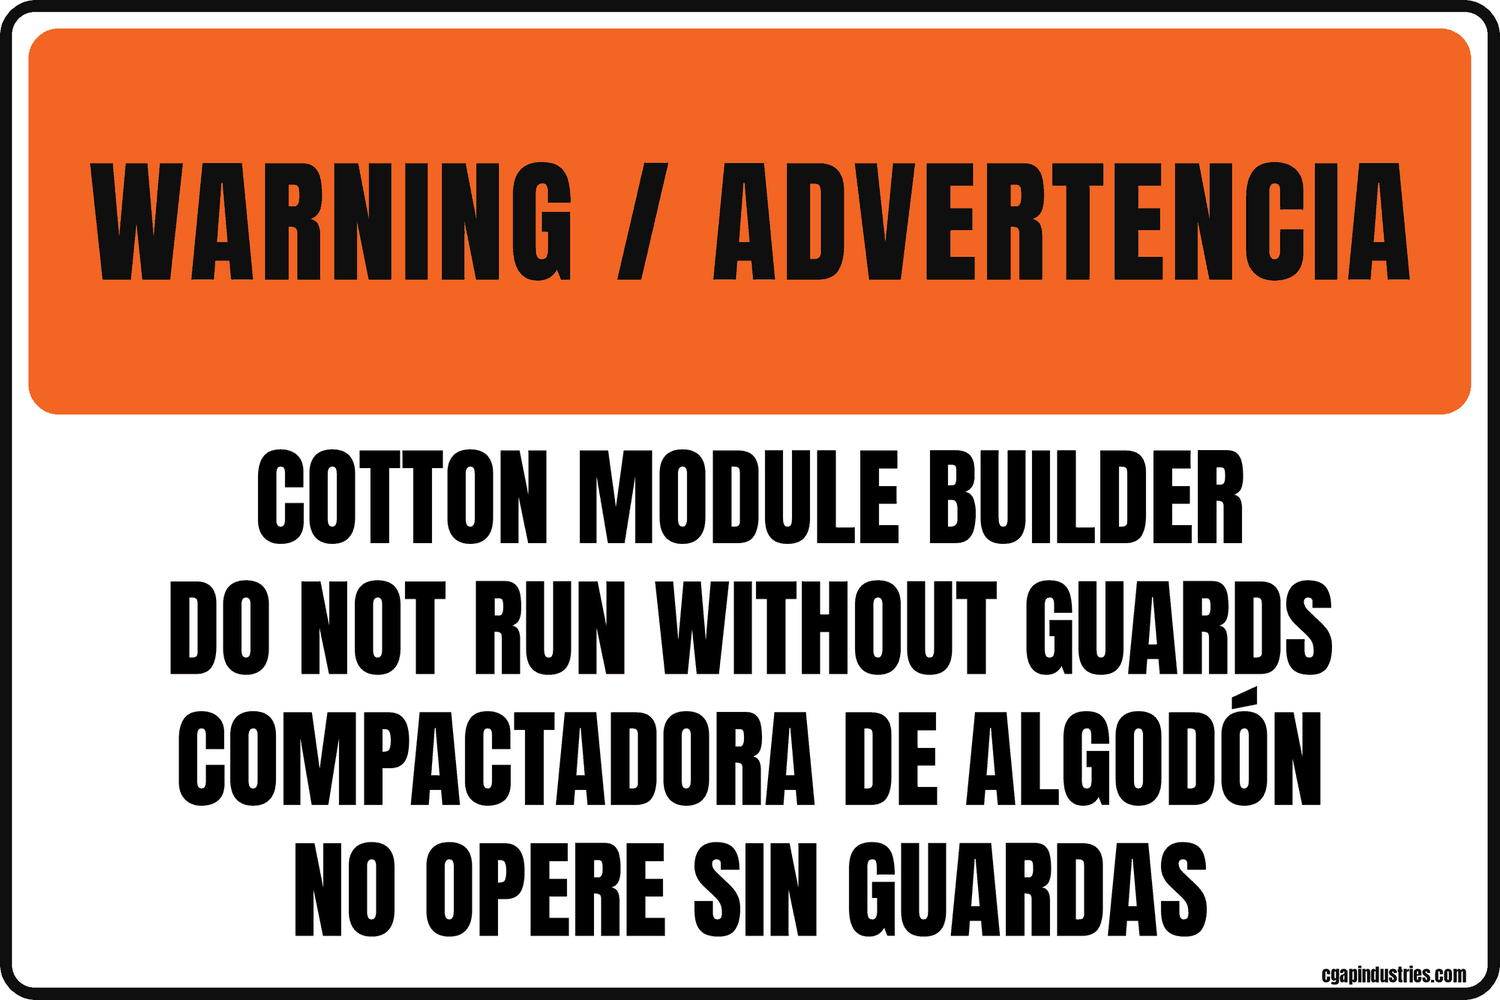 WARNING / ADVERTENCIA
COTTON MODULE BUILDER
DO NOT RUN WITHOUT GUARDS
COMPACTADORA DE ALGODÓN
NO OPERE SIN GUARDAS
cgapindustries.com